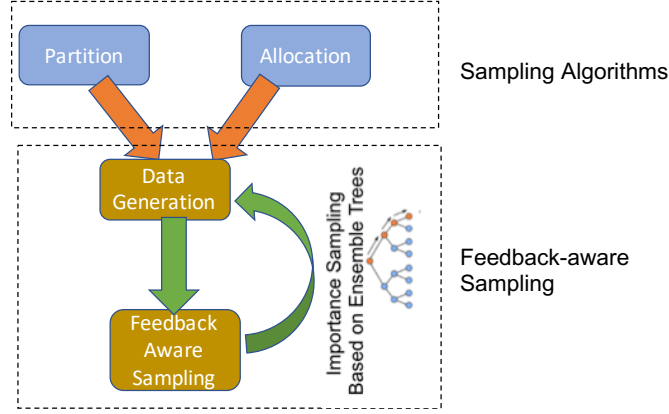 Partition
Allocation
Sampling Algorithms
Data
Generation
Importance Sampling
Based on Ensemble Trees
Feedback-aware
Sampling
Feedback
Aware
Sampling